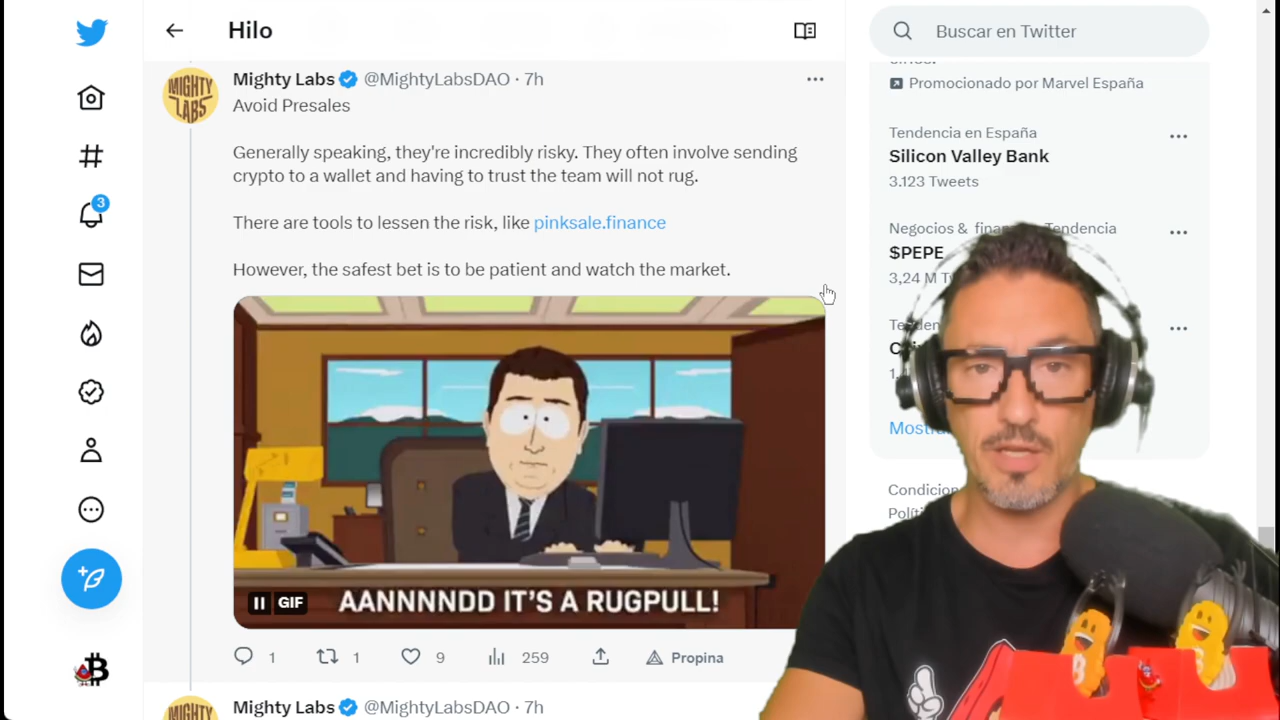 Hilo
Buscar en Twitter
MIGHTY
LABS
Mighty Labs @MightyLabsDAO · 7h
Avoid Presales
Generally speaking, they're incredibly risky. They often involve sending
crypto to a wallet and having to trust the team will not rug.
There are tools to lessen the risk, like pinksale.finance
However, the safest bet is to be patient and watch the market.
GIF
AANNNNDD IT'S A RUGPULL!
1
1
9
259
Propina
MIGHTY
Mighty Labs @MightyLabsDAO · 7h
3
Promocionado por Marvel España
Tendencia en España
Silicon Valley Bank
3.123 Tweets
Negocios & Tendencia
$PEPE
3,24 M